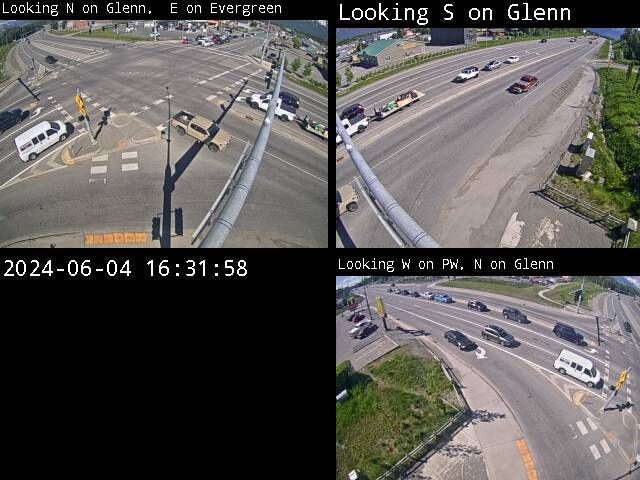 Looking N on Glenn,  E on Evergreen
Looking S on Glenn
2024-06-04 16:31:58
Looking W on PW, N on Glenn